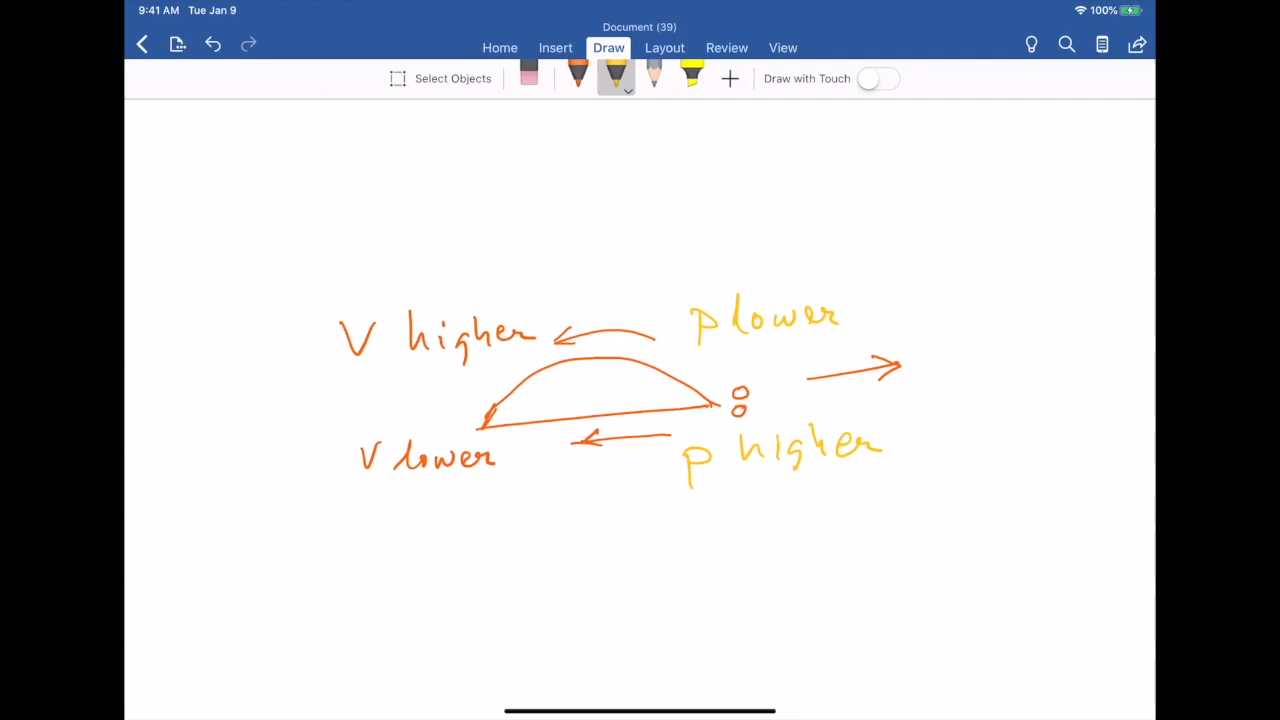 9:41 AM Tue Jan 9
100%
Document (39)
Home Insert Draw Layout Review View
Select Objects
Draw with Touch
V higher
p lower
V lower
p higher